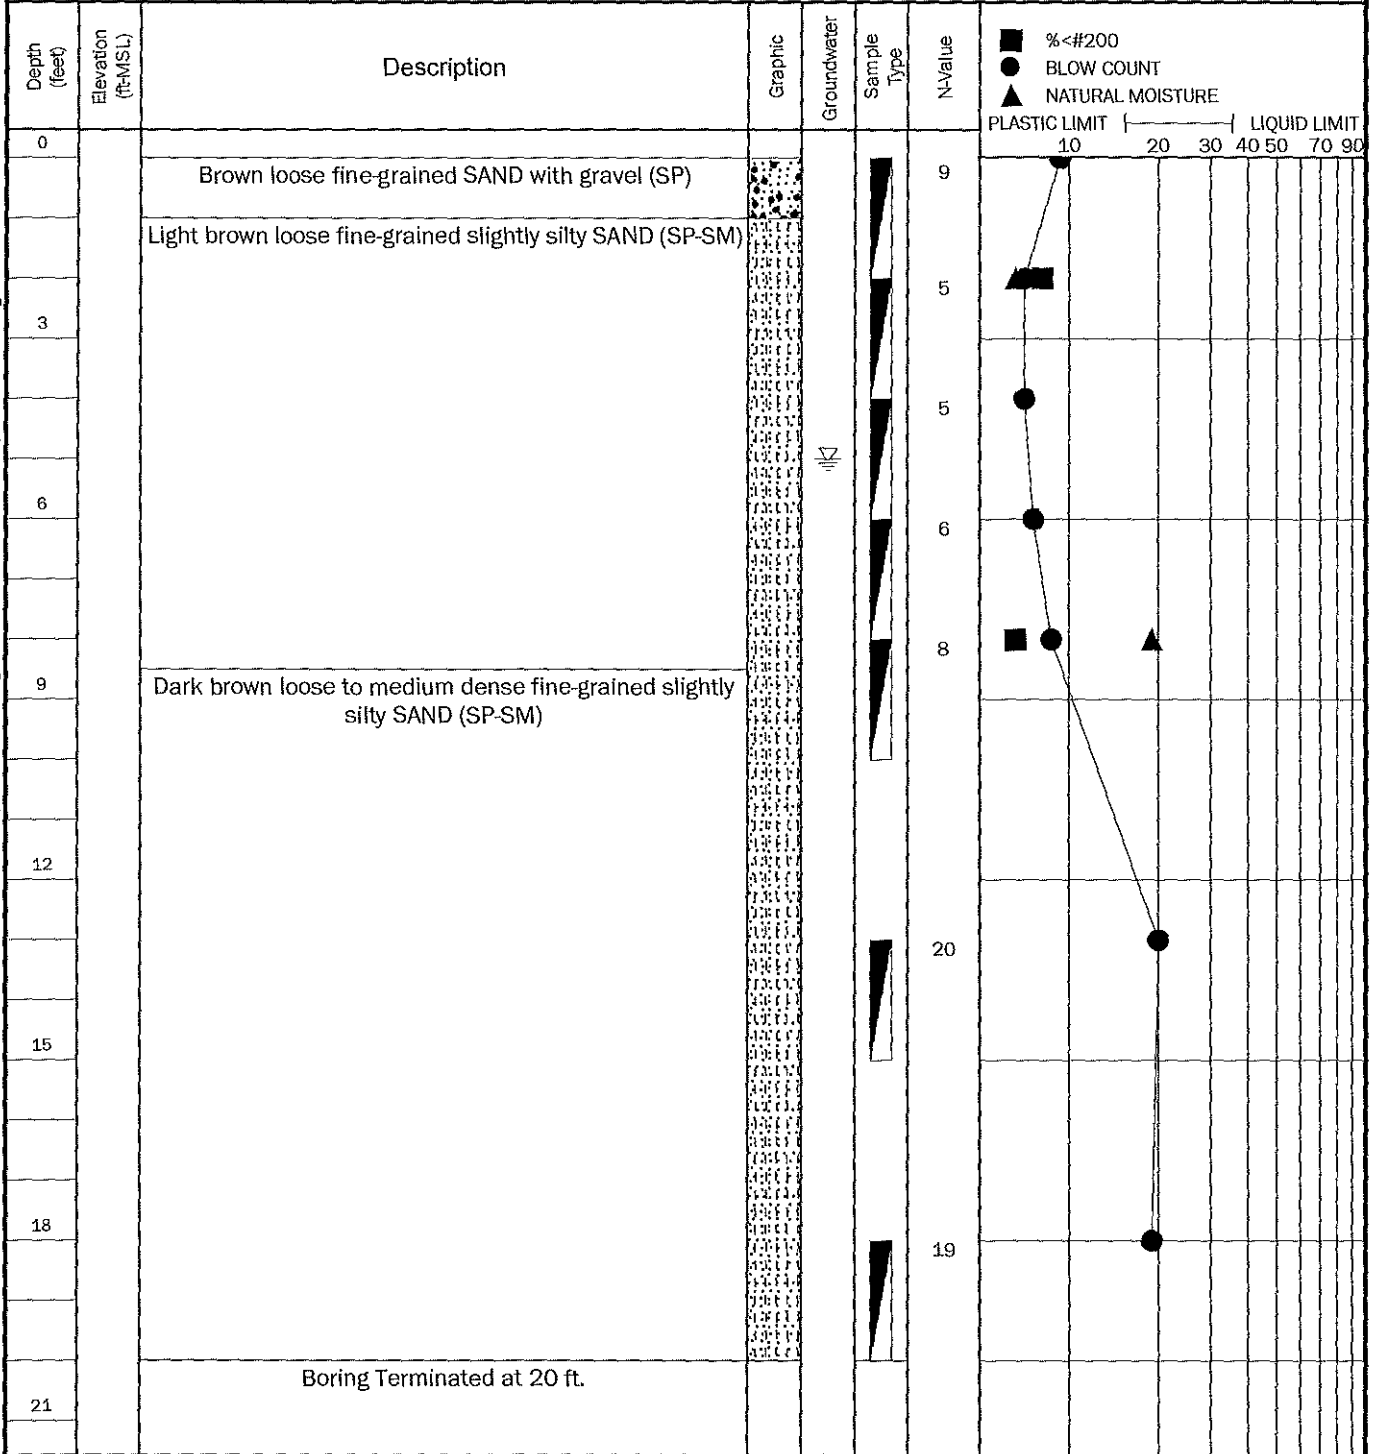 Depth
(feet)
Elevation
(ft-MSL)
Description
Graphic
Groundwater
Sample
Type
N-Value
%<#200
BLOW COUNT
NATURAL MOISTURE
PLASTIC LIMIT LIQUID LIMIT
10 20 30 40 50 70 90
0
Brown loose fine-grained SAND with gravel (SP)
9
Light brown loose fine-grained slightly silty SAND (SP-SM)
5
3
5
6
6
8
9
Dark brown loose to medium dense fine-grained slightly
silty SAND (SP-SM)
12
20
15
18
19
Boring Terminated at 20 ft.
21